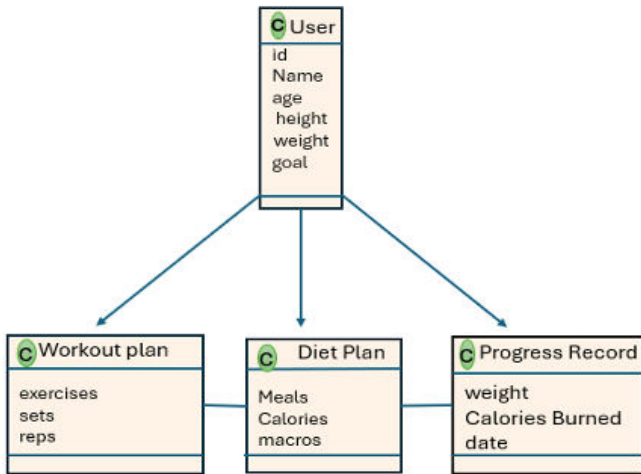 C User
id
Name
age
height
weight
goal
C Workout plan
exercises
sets
reps
C Diet Plan
Meals
Calories
macros
C Progress Record
weight
Calories Burned
date